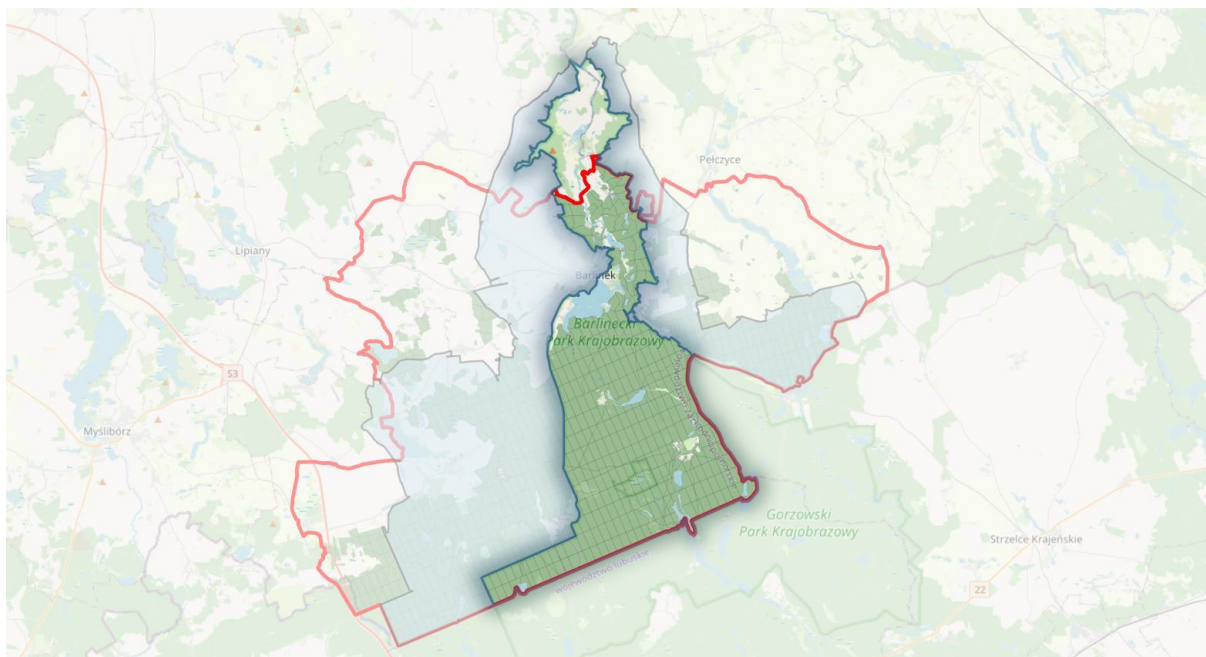 Pełczyce
Lipiany
Barlinek
Barlinecki
Park Krajobrazowy
S3
Myślibórz
Gorzowski
Park Krajobrazowy
Strzelce Krajeńskie
województwo lubuskie
22